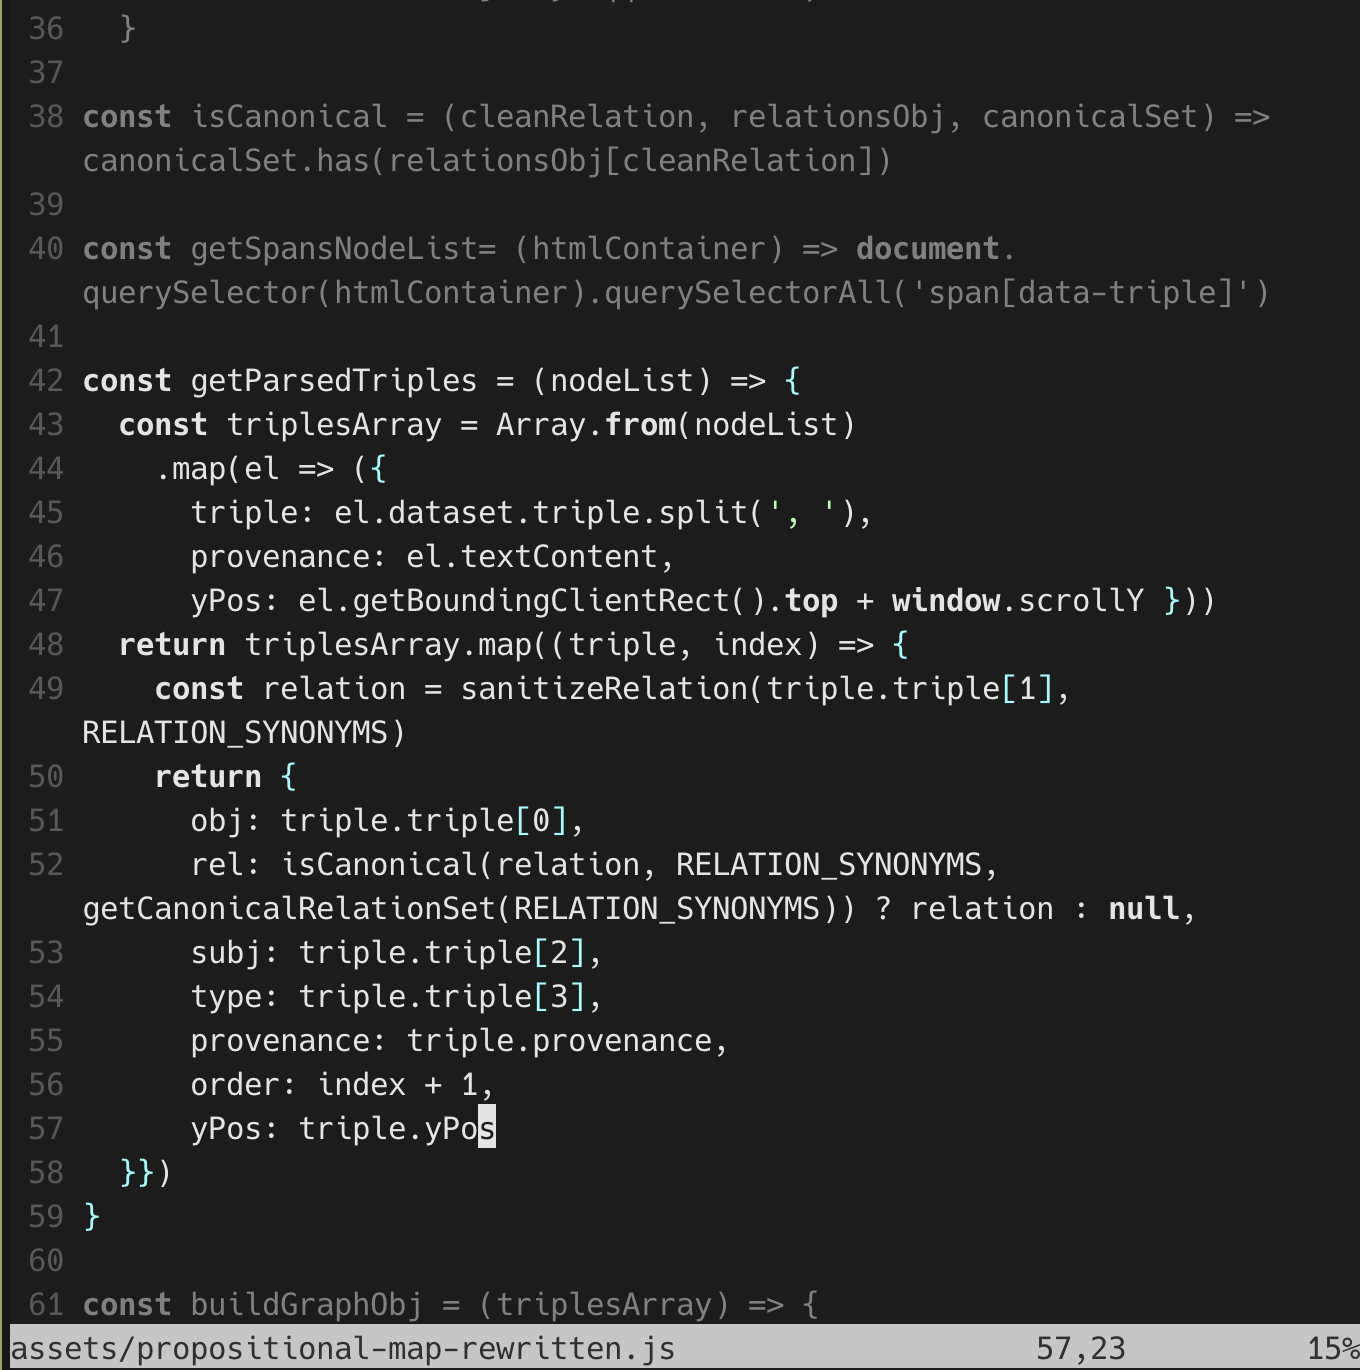 36   }
37
38 const isCanonical = (cleanRelation, relationsObj, canonicalSet) =>
canonicalSet.has(relationsObj[cleanRelation])
39
40 const getSpansNodeList= (htmlContainer) => document.
querySelector(htmlContainer).querySelectorAll('span[data-triple]')
41
42 const getParsedTriples = (nodeList) => {
43   const triplesArray = Array.from(nodeList)
44     .map(el => ({
45       triple: el.dataset.triple.split(', '),
46       provenance: el.textContent,
47       yPos: el.getBoundingClientRect().top + window.scrollY }))
48   return triplesArray.map((triple, index) => {
49     const relation = sanitizeRelation(triple.triple[1],
RELATION_SYNONYMS)
50     return {
51       obj: triple.triple[0],
52       rel: isCanonical(relation, RELATION_SYNONYMS,
getCanonicalRelationSet(RELATION_SYNONYMS)) ? relation : null,
53       subj: triple.triple[2],
54       type: triple.triple[3],
55       provenance: triple.provenance,
56       order: index + 1,
57       yPos: triple.yPos
58   }})
59 }
60
61 const buildGraphObj = (triplesArray) => {
assets/propositional-map-rewritten.js 57,23 15%